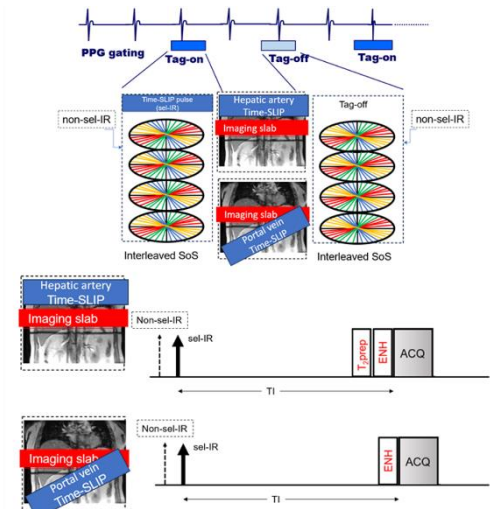 PPG gating
Tag-on
Tag-off
Tag-on
Time-SLIP pulse
(sel-IR)
Hepatic artery
Time-SLIP
Tag-off
non-sel-IR
Imaging slab
non-sel-IR
Imaging slab
Portal vein
Time-SLIP
Interleaved SoS
Interleaved SoS
Hepatic artery
Time-SLIP
Imaging slab
Non-sel-IR
sel-IR
T2prep
ENH
ACQ
TI
Non-sel-IR
Imaging slab
Portal vein
Time-SLIP
sel-IR
ENH
ACQ
TI